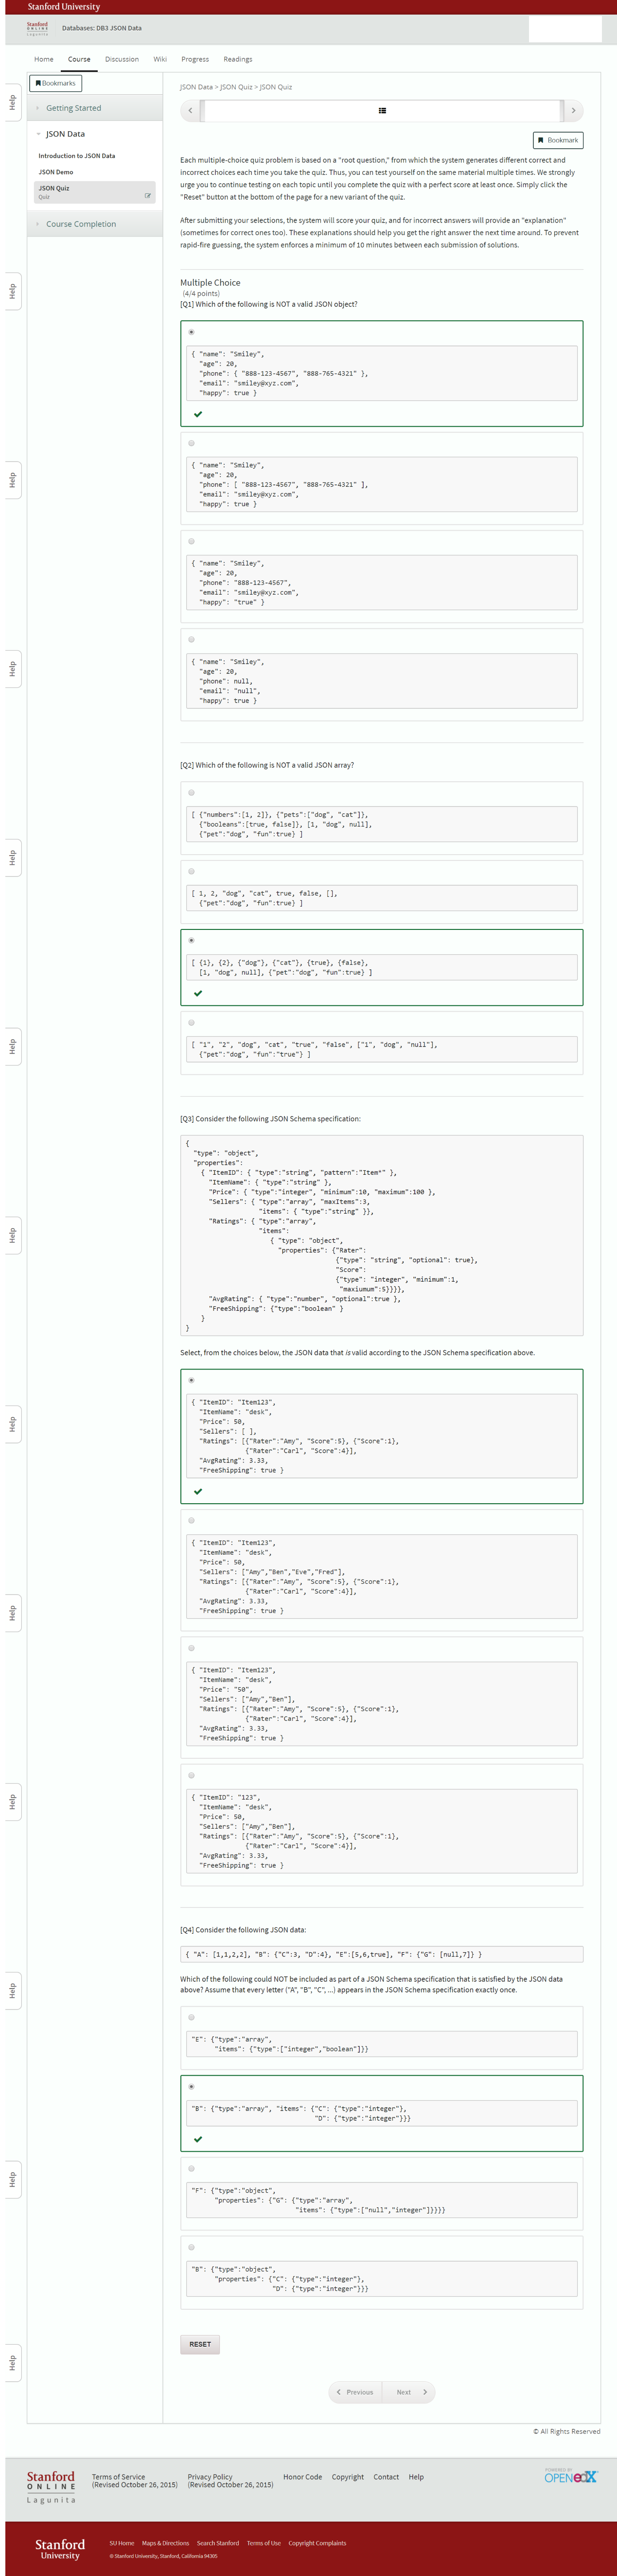 Stanford University
Stanford
ONLINE
Lagunita
Databases: DB3 JSON Data
Home Course Discussion Wiki Progress Readings
Bookmarks
Getting Started
JSON Data
Introduction to JSON Data
JSON Demo
JSON Quiz
Quiz
Course Completion
Help
Help
Help
Help
Help
Help
Help
Help
Help
Help
Help
Help
Help
JSON Data > JSON Quiz > JSON Quiz
Bookmark
Each multiple-choice quiz problem is based on a "root question," from which the system generates different correct and
incorrect choices each time you take the quiz. Thus, you can test yourself on the same material multiple times. We strongly
urge you to continue testing on each topic until you complete the quiz with a perfect score at least once. Simply click the
"Reset" button at the bottom of the page for a new variant of the quiz.
After submitting your selections, the system will score your quiz, and for incorrect answers will provide an "explanation"
(sometimes for correct ones too). These explanations should help you get the right answer the next time around. To prevent
rapid-fire guessing, the system enforces a minimum of 10 minutes between each submission of solutions.
Multiple Choice
(4/4 points)
[Q1] Which of the following is NOT a valid JSON object?
{ "name": "Smiley",
"age": 20,
"phone": { "888-123-4567", "888-765-4321" },
"email": "smiley@xyz.com",
"happy": true }
{ "name": "Smiley",
"age": 20,
"phone": [ "888-123-4567", "888-765-4321" ],
"email": "smiley@xyz.com",
"happy": true }
{ "name": "Smiley",
"age": 20,
"phone": "888-123-4567",
"email": "smiley@xyz.com",
"happy": "true" }
{ "name": "Smiley",
"age": 20,
"phone": null,
"email": "null",
"happy": true }
[Q2] Which of the following is NOT a valid JSON array?
[ {"numbers":[1, 2]}, {"pets":["dog", "cat"]},
{"booleans":[true, false]}, [1, "dog", null],
{"pet":"dog", "fun":true} ]
[ 1, 2, "dog", "cat", true, false, [],
{"pet":"dog", "fun":true} ]
[ {1}, {2}, {"dog"}, {"cat"}, {true}, {false},
[1, "dog", null], {"pet":"dog", "fun":true} ]
[ "1", "2", "dog", "cat", "true", "false", ["1", "dog", "null"],
{"pet":"dog", "fun":"true"} ]
[Q3] Consider the following JSON Schema specification:
{
"type": "object",
"properties":
{ "ItemID": { "type":"string", "pattern":"Item*" },
"ItemName": { "type":"string" },
"Price": { "type":"integer", "minimum":10, "maximum":100 },
"Sellers": { "type":"array", "maxItems":3,
"items": { "type":"string" }},
"Ratings": { "type":"array",
"items":
{ "type": "object",
"properties": {"Rater":
{"type": "string", "optional": true},
"Score":
{"type": "integer", "minimum":1,
"maxiumum":5}}}},
"AvgRating": { "type":"number", "optional":true },
"FreeShipping": {"type":"boolean" }
}
}
Select, from the choices below, the JSON data that is valid according to the JSON Schema specification above.
{ "ItemID": "Item123",
"ItemName": "desk",
"Price": 50,
"Sellers": [ ],
"Ratings": [{"Rater":"Amy", "Score":5}, {"Score":1},
{"Rater":"Carl", "Score":4}],
"AvgRating": 3.33,
"FreeShipping": true }
{ "ItemID": "Item123",
"ItemName": "desk",
"Price": 50,
"Sellers": ["Amy","Ben","Eve","Fred"],
"Ratings": [{"Rater":"Amy", "Score":5}, {"Score":1},
{"Rater":"Carl", "Score":4}],
"AvgRating": 3.33,
"FreeShipping": true }
{ "ItemID": "Item123",
"ItemName": "desk",
"Price": "50",
"Sellers": ["Amy","Ben"],
"Ratings": [{"Rater":"Amy", "Score":5}, {"Score":1},
{"Rater":"Carl", "Score":4}],
"AvgRating": 3.33,
"FreeShipping": true }
{ "ItemID": "123",
"ItemName": "desk",
"Price": 50,
"Sellers": ["Amy","Ben"],
"Ratings": [{"Rater":"Amy", "Score":5}, {"Score":1},
{"Rater":"Carl", "Score":4}],
"AvgRating": 3.33,
"FreeShipping": true }
[Q4] Consider the following JSON data:
{ "A": [1,1,2,2], "B": {"C":3, "D":4}, "E":[5,6,true], "F": {"G": [null,7]} }
Which of the following could NOT be included as part of a JSON Schema specification that is satisfied by the JSON data
above? Assume that every letter ("A", "B", "C", ...) appears in the JSON Schema specification exactly once.
"E": {"type":"array",
"items": {"type":["integer","boolean"]}}
"B": {"type":"array", "items": {"C": {"type":"integer"},
"D": {"type":"integer"}}}
"F": {"type":"object",
"properties": {"G": {"type":"array",
"items": {"type":["null","integer"]}}}}
"B": {"type":"object",
"properties": {"C": {"type":"integer"},
"D": {"type":"integer"}}}
RESET
Previous Next
© All Rights Reserved
Stanford
ONLINE
Lagunita
Terms of Service
(Revised October 26, 2015)
Privacy Policy
(Revised October 26, 2015)
Honor Code Copyright Contact Help
POWERED BY
OPEN edX
Stanford
University
SU Home Maps & Directions Search Stanford Terms of Use Copyright Complaints
© Stanford University, Stanford, California 94305